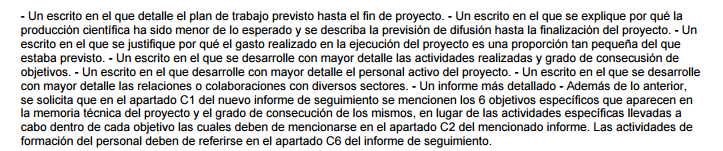 - Un escrito en el que detalle el plan de trabajo previsto hasta el fin de proyecto. - Un escrito en el que se explique por qué la
producción científica ha sido menor de lo esperado y se describa la previsión de difusión hasta la finalización del proyecto. - Un
escrito en el que se justifique por qué el gasto realizado en la ejecución del proyecto es una proporción tan pequeña del que
estaba previsto. - Un escrito en el que se desarrolle con mayor detalle las actividades realizadas y grado de consecusión de
objetivos. - Un escrito en el que desarrolle con mayor detalle el personal activo del proyecto. - Un escrito en el que se desarrolle
con mayor detalle las relaciones o colaboraciones con diversos sectores. - Un informe más detallado - Además de lo anterior,
se solicita que en el apartado C1 del nuevo informe de seguimiento se mencionen los 6 objetivos específicos que aparecen en
la memoria técnica del proyecto y el grado de consecución de los mismos, en lugar de las actividades específicas llevadas a
cabo dentro de cada objetivo las cuales deben de mencionarse en el apartado C2 del mencionado informe. Las actividades de
formación del personal deben de referirse en el apartado C6 del informe de seguimiento.